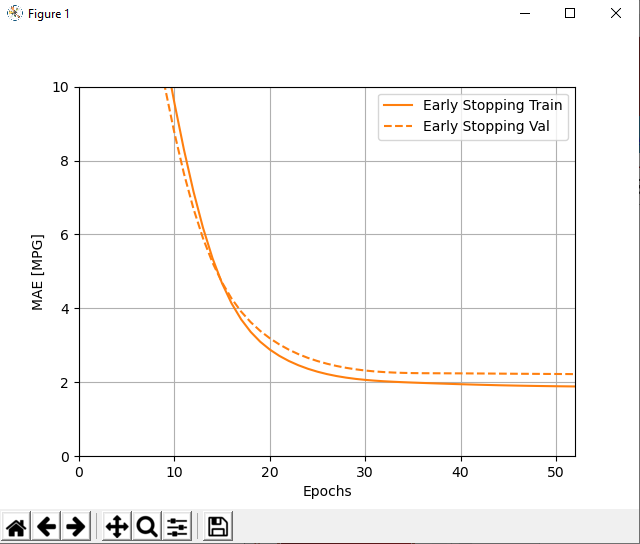 Figure 1
10
8
6
4
2
0
MAE [MPG]
Early Stopping Train
Early Stopping Val
0 10 20 30 40 50
Epochs